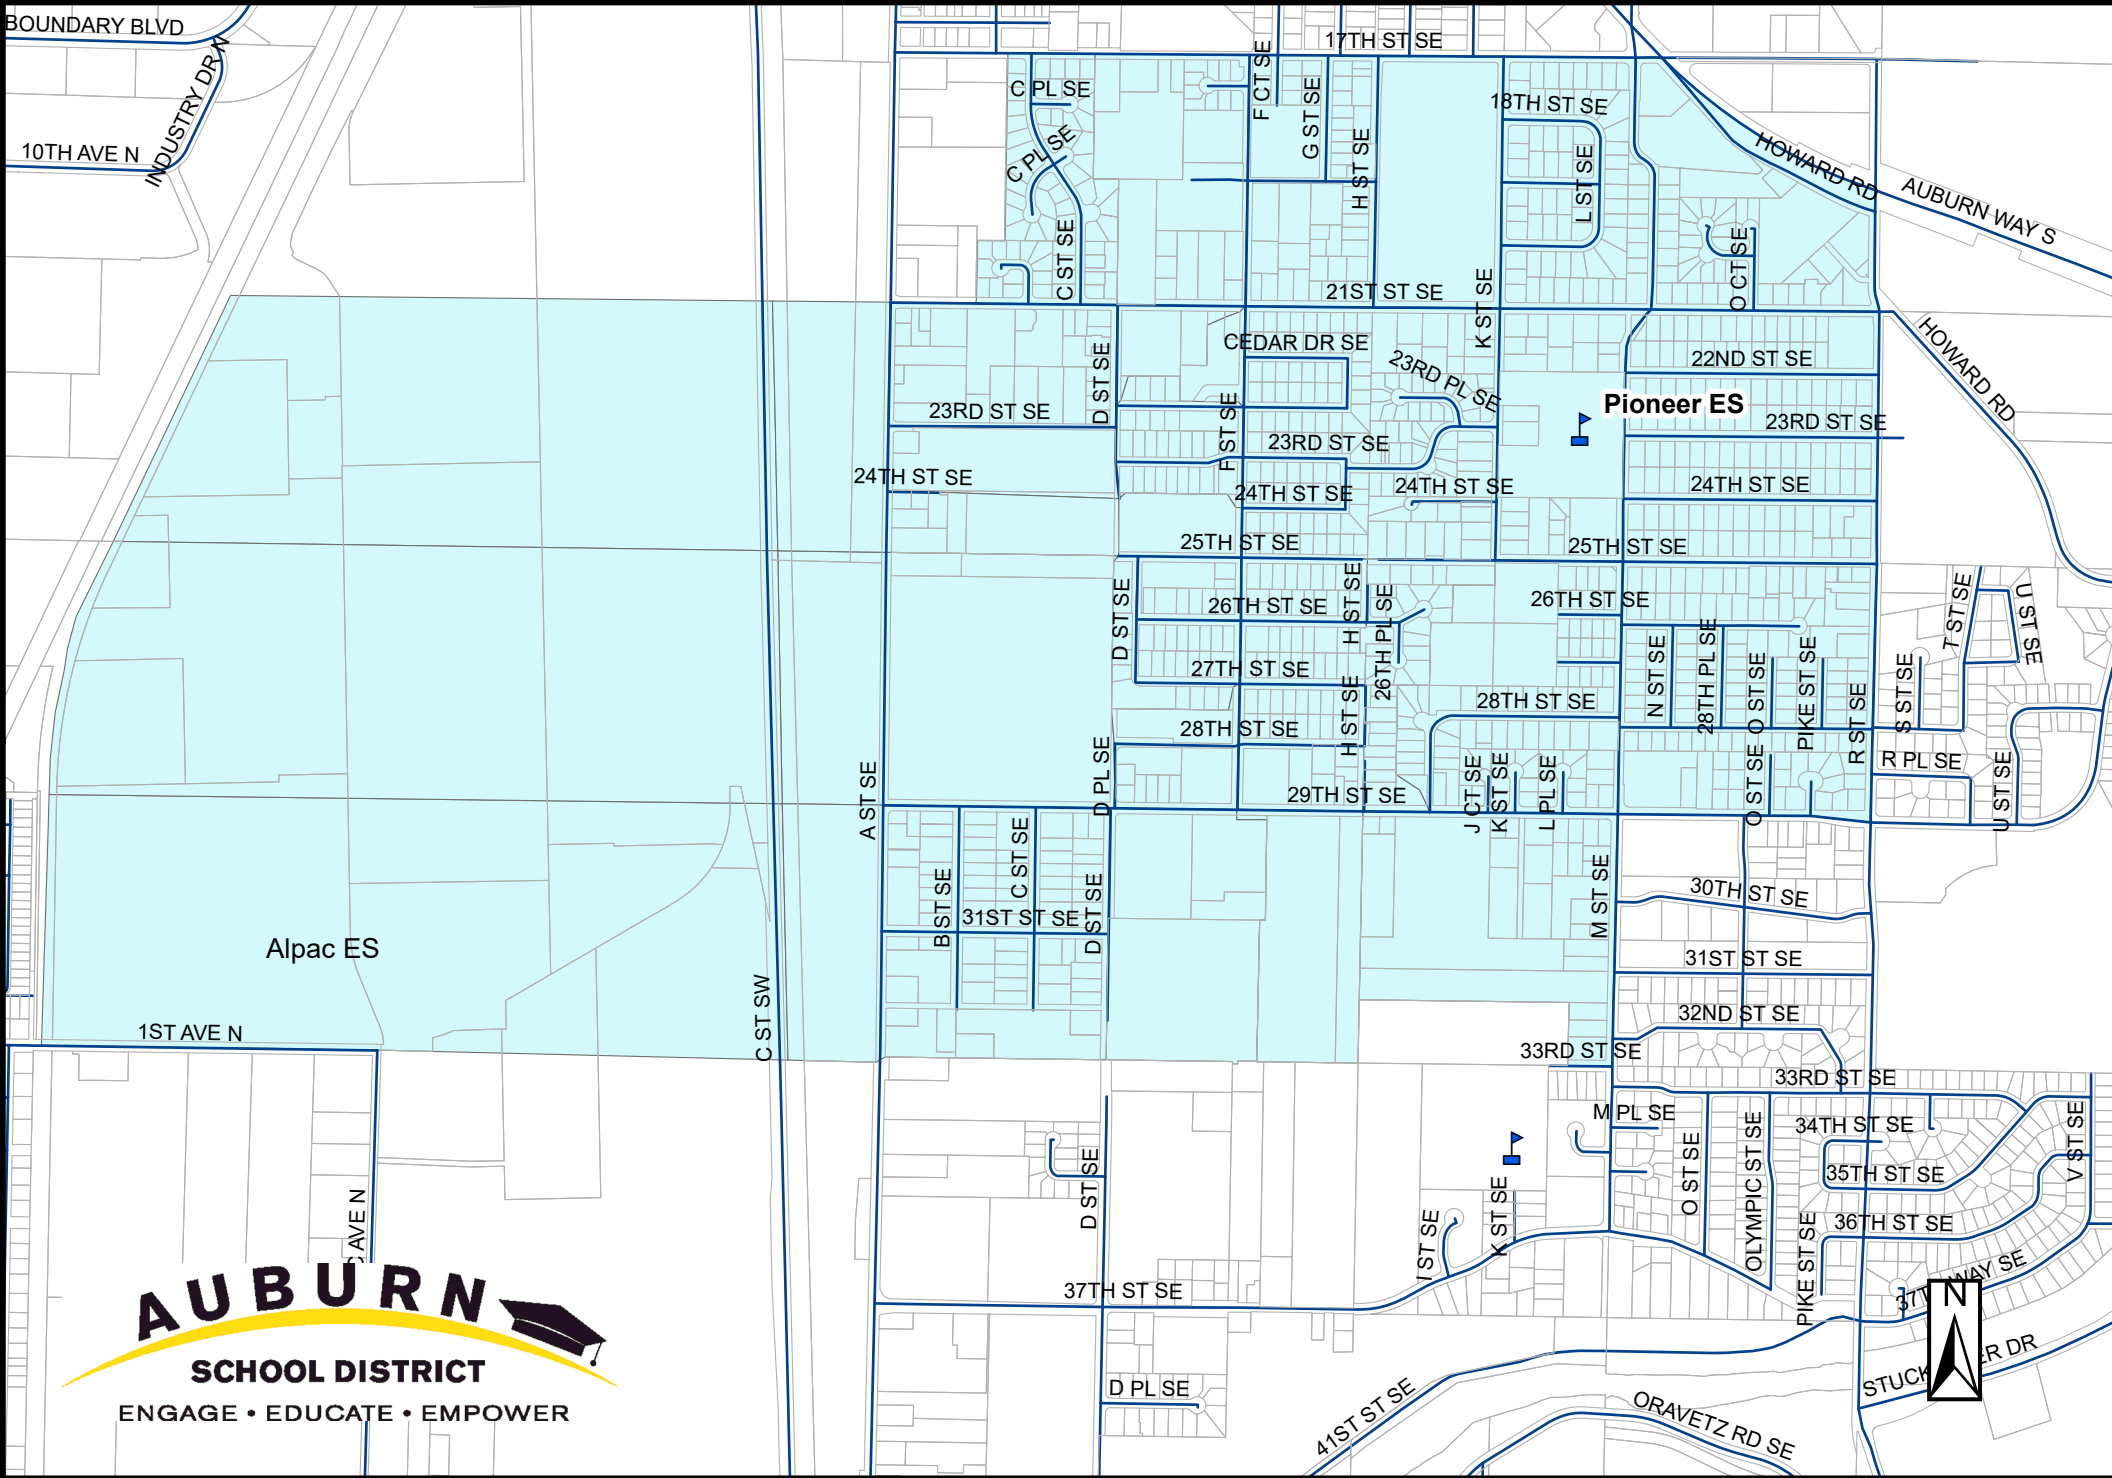 BOUNDARY BLVD
INDUSTRY DR N
10TH AVE N
17TH ST SE
C PL SE
F CT SE
G ST SE
18TH ST SE
C PL SE
H ST SE
L ST SE
HOWARD RD
AUBURN WAY S
C ST SE
O CT SE
21ST ST SE
K ST SE
CEDAR DR SE
23RD PL SE
22ND ST SE
HOWARD RD
D ST SE
23RD ST SE
Pioneer ES
23RD ST SE
F ST SE
23RD ST SE
24TH ST SE
24TH ST SE
24TH ST SE
24TH ST SE
25TH ST SE
25TH ST SE
D ST SE
26TH ST SE
H ST SE
H ST SE
26TH PL SE
26TH ST SE
T ST SE
U ST SE
27TH ST SE
N ST SE
28TH PL SE
O ST SE
PIKE ST SE
R ST SE
S ST SE
28TH ST SE
28TH ST SE
H ST SE
D PL SE
A ST SE
29TH ST SE
J CT SE
K ST SE
L PL SE
O ST SE
R PL SE
U ST SE
C ST SE
B ST SE
31ST ST SE
D ST SE
M ST SE
30TH ST SE
Alpac ES
31ST ST SE
C ST SW
1ST AVE N
32ND ST SE
33RD ST SE
33RD ST SE
M PL SE
34TH ST SE
V ST SE
O ST SE
OLYMPIC ST SE
35TH ST SE
D ST SE
C AVE N
I ST SE
K ST SE
PIKE ST SE
36TH ST SE
37TH ST SE
WAY SE
N
AUBURN
SCHOOL DISTRICT
ENGAGE • EDUCATE • EMPOWER
D PL SE
41ST ST SE
ORAVETZ RD SE
ER DR